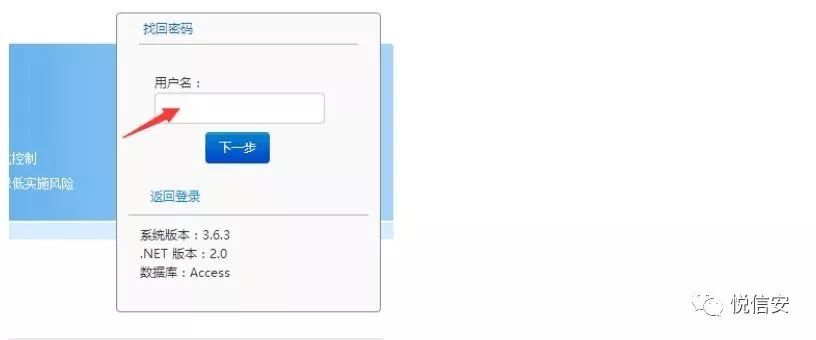 找回密码
用户名：
下一步
控制
低实施风险
返回登录
系统版本：3.6.3
.NET 版本：2.0
数据库：Access
悦信安